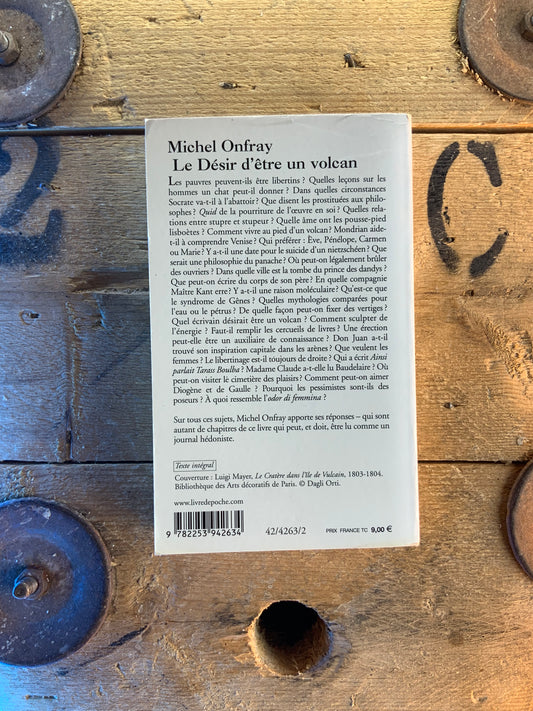 Michel Onfray
Le Désir d'être un volcan
Les pauvres peuvent-ils être libertins ? Quelles leçons sur les
hommes un chat peut-il donner ? Dans quelles circonstances
Socrate va-t-il à l'abattoir ? Que disent les prostituées aux philo-
sophes ? Quid de la pourriture de l'œuvre en soi ? Quelles rela-
tions entre stupre et stupeur ? Quelle âme ont les pousse-pied
lisboètes ? Comment vivre au pied d'un volcan ? Mondrian aide-
t-il à comprendre Venise ? Qui préférer : Ève, Pénélope, Carmen
ou Marie ? Y a-t-il une date pour le suicide d'un nietzschéen ? Que
serait une philosophie du panache ? Où peut-on légalement brûler
des ouvriers ? Dans quelle ville est la tombe du prince des dandys ?
Que peut-on écrire du corps de son père ? En quelle compagnie
Maître Kant erre ? Y a-t-il une raison moléculaire ? Qu'est-ce que
le syndrome de Gênes ? Quelles mythologies comparées pour
l'eau ou le pétrus ? De quelle façon peut-on fixer des vertiges ?
Quel écrivain désirait être un volcan ? Comment sculpter de
l'énergie ? Faut-il remplir les cercueils de livres ? Une érection
peut-elle être un auxiliaire de connaissance ? Don Juan a-t-il
trouvé son inspiration capitale dans les arènes ? Que veulent les
femmes ? Le libertinage est-il toujours de droite ? Qui a écrit Ainsi
parlait Tarass Boulba ? Madame Claude a-t-elle lu Baudelaire ? Où
peut-on visiter le cimetière des plaisirs ? Comment peut-on aimer
Diogène et de Gaulle ? Pourquoi les pessimistes sont-ils des
poseurs ? À quoi ressemble l'odor di femmina ?
Sur tous ces sujets, Michel Onfray apporte ses réponses – qui sont
autant de chapitres de ce livre qui peut, et doit, être lu comme un
journal hédoniste.
Texte intégral
Couverture : Luigi Mayer, Le Cratère dans l'île de Vulcain, 1803-1804.
Bibliothèque des Arts décoratifs de Paris. © Dagli Orti.
www.livredepoche.com
9 782253 942634
42/4263/2
PRIX FRANCE TC 9,00 €
C